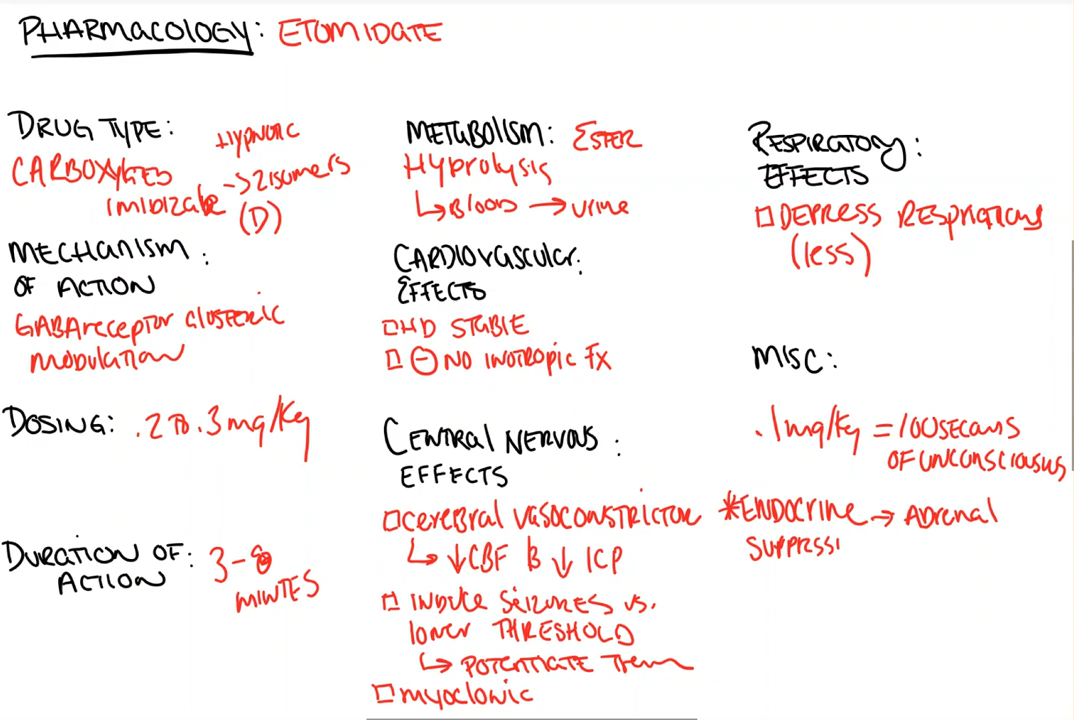 PHARMACOLOGY: ETOMIDATE
DRUG TYPE: HYPNOTIC
CARBOXYLATED
imidizale -> 2 isomers
(D)
MECHANISM
OF ACTION:
GABA receptor alosteric
modulation
DOSING: .2 TO .3 mg/kg
DURATION OF:
ACTION
3-8
MINUTES
METABOLISM: ESTER
Hyprolysis
↳ Blood → urine
CARDIOVASCULAR:
EFFECTS
□ HD STABLE
□ ⊖ NO INOTROPIC FX
CENTRAL NERVOUS:
EFFECTS
□ cerebral vasoconstrictor
↳ ↓ CBF & ↓ ICP
□ INDUCE SEIZURES vs.
lower THRESHOLD
↳ POTENTIATE Them
□ myoclonic
RESPIRATORY:
EFFECTS
□ DEPRESS RESPIRATIONS
(less)
MISC:
.1mg/kg = 100 SECONDS
OF UNCONSCIOUSNESS
*ENDOCRINE → ADrenal
SUPPRESSI